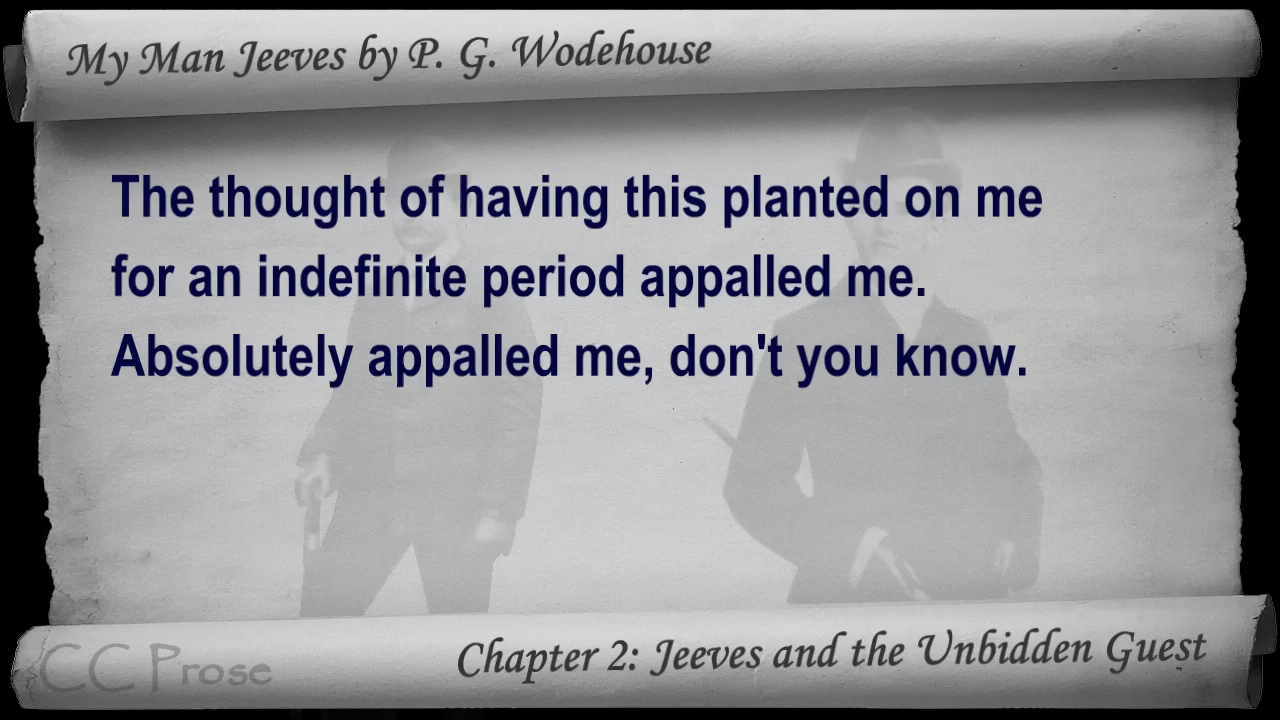 My Man Jeeves by P. G. Wodehouse
The thought of having this planted on me
for an indefinite period appalled me.
Absolutely appalled me, don't you know.
CC Prose
Chapter 2: Jeeves and the Unbidden Guest